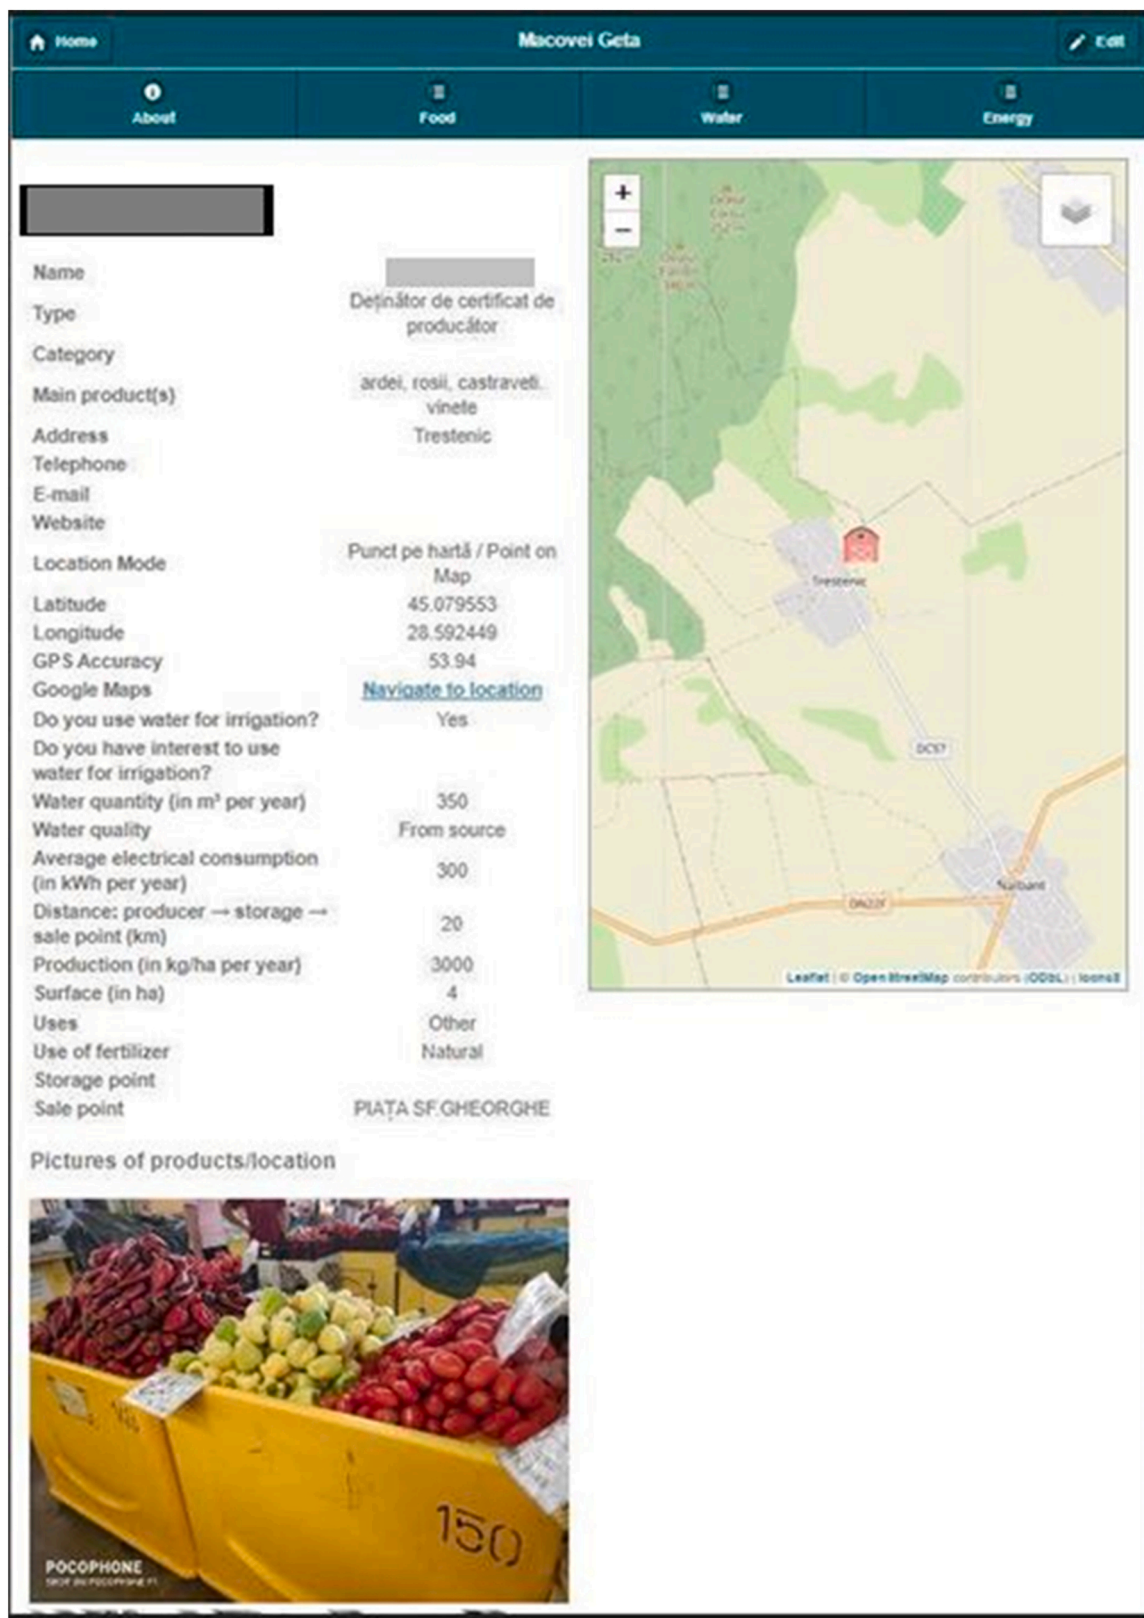 Home
Macovei Geta
Edit
About
Food
Water
Energy
Name
Type
Deținător de certificat de
producător
Category
Main product(s)
ardei, rosii, castraveti.
vinete
Address
Trestenic
Telephone
E-mail
Website
Location Mode
Punct pe hartă / Point on
Map
Latitude
45.079553
Longitude
28.592449
GPS Accuracy
53.94
Google Maps
Navigate to location
Do you use water for irrigation?
Yes
Do you have interest to use
water for irrigation?
Water quantity (in m³ per year)
350
Water quality
From source
Average electrical consumption
(in kWh per year)
300
Distance: producer → storage →
sale point (km)
20
Production (in kg/ha per year)
3000
Surface (in ha)
4
Uses
Other
Use of fertilizer
Natural
Storage point
Sale point
PIAȚA SF.GHEORGHE
+
−
Trestenic
DC57
Nalbant
DN22F
Leaflet | © OpenStreetMap contributors (ODbL) | Icons8
Pictures of products/location
150
POCOPHONE
SHOT ON POCOPHONE F1